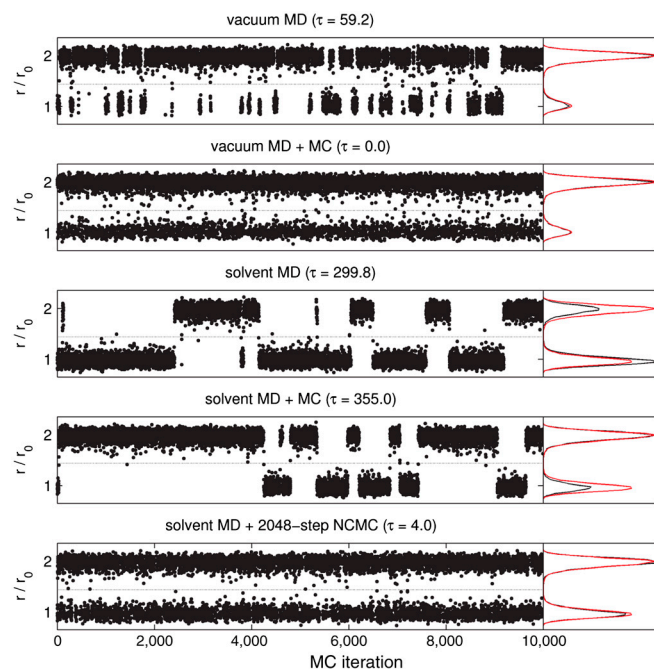 vacuum MD (τ = 59.2)
2
1
r / r0
vacuum MD + MC (τ = 0.0)
2
1
r / r0
solvent MD (τ = 299.8)
2
1
r / r0
solvent MD + MC (τ = 355.0)
2
1
r / r0
solvent MD + 2048−step NCMC (τ = 4.0)
2
1
r / r0
0 2,000 4,000 6,000 8,000 10,000
MC iteration